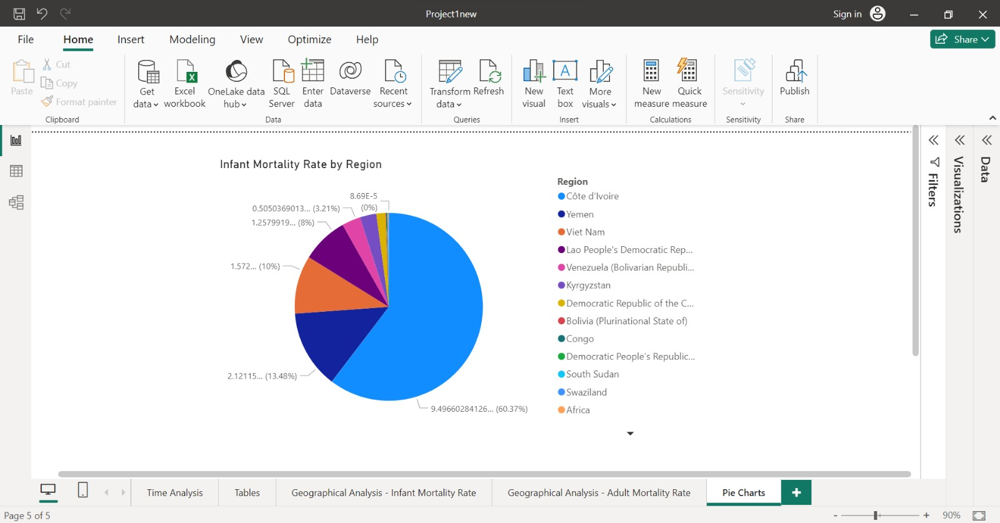 Project1new
Sign in
File Home Insert Modeling View Optimize Help
Share
Paste
Cut
Copy
Format painter
Clipboard
Get data
Excel workbook
OneLake data hub
SQL Server
Enter data
Dataverse
Recent sources
Data
Transform data
Refresh
Queries
New visual
Text box
More visuals
Insert
New measure
Quick measure
Calculations
Sensitivity
Sensitivity
Publish
Share
Infant Mortality Rate by Region
8.69E-5
(0%)
0.5050369013... (3.21%)
1.2579919... (8%)
1.572... (10%)
2.12115... (13.48%)
9.49660284126... (60.37%)
Region
Côte d'Ivoire
Yemen
Viet Nam
Lao People's Democratic Rep...
Venezuela (Bolivarian Republi...
Kyrgyzstan
Democratic Republic of the C...
Bolivia (Plurinational State of)
Congo
Democratic People's Republic...
South Sudan
Swaziland
Africa
Filters
Visualizations
Data
Time Analysis
Tables
Geographical Analysis - Infant Mortality Rate
Geographical Analysis - Adult Mortality Rate
Pie Charts
Page 5 of 5
90%